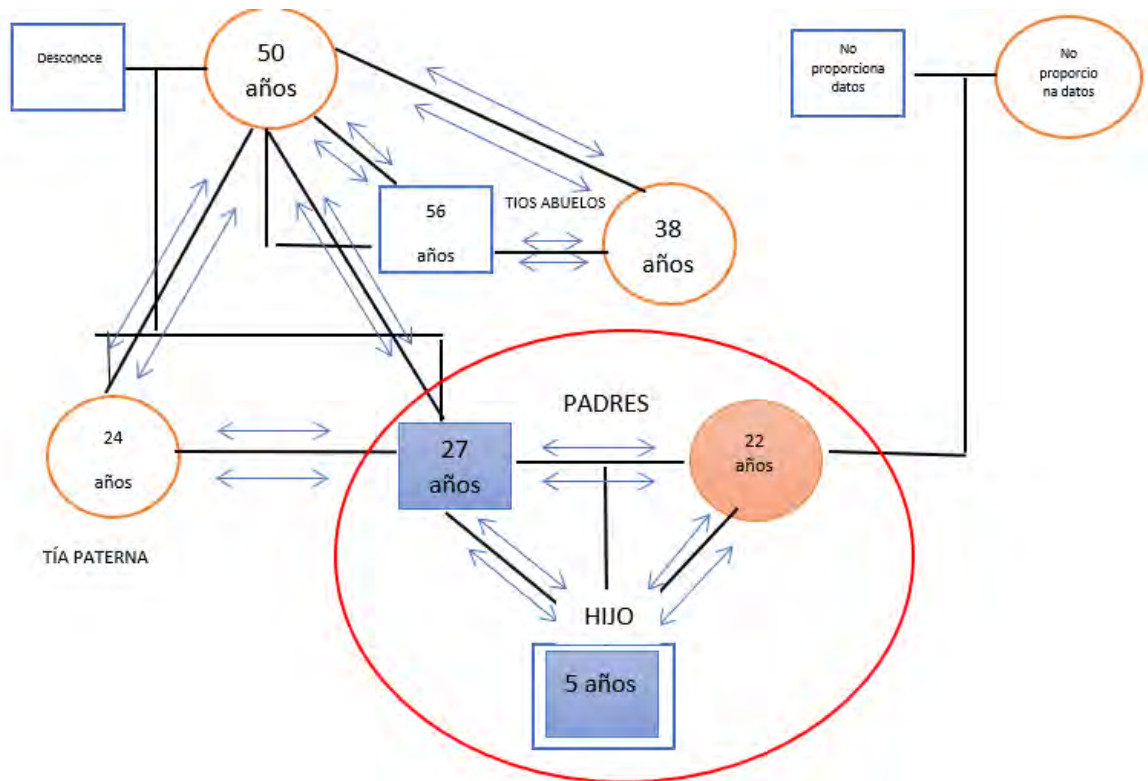 Desconoce
50
años
No
proporciona
datos
No
proporcio
na datos
56
años
TIOS ABUELOS
38
años
PADRES
24
años
27
años
22
años
TÍA PATERNA
HIJO
5 años